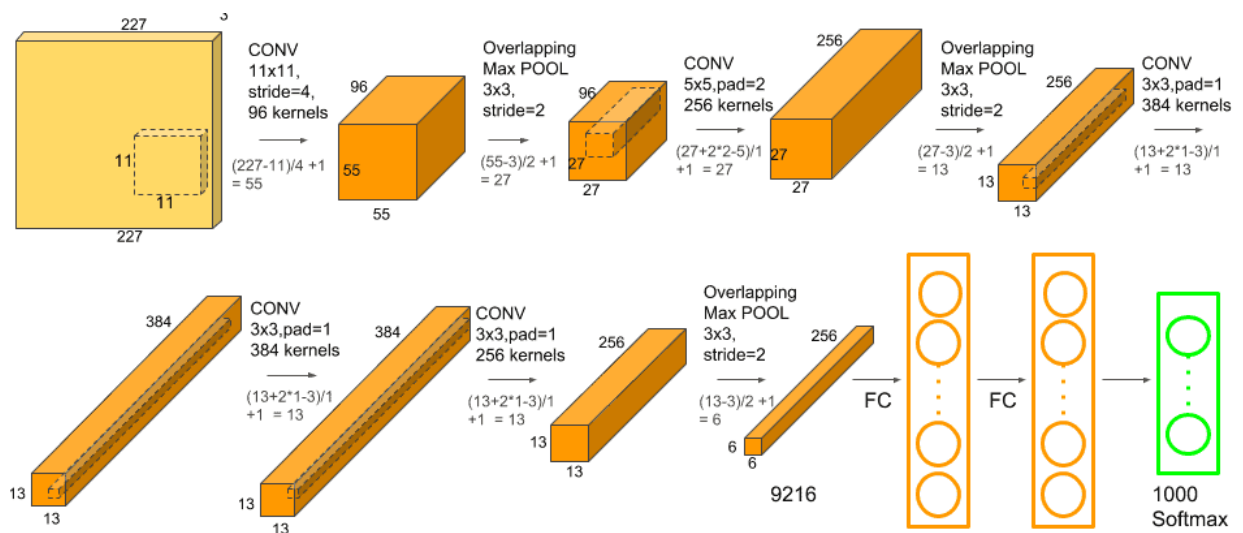 227
3
CONV
11x11,
stride=4,
96 kernels
(227-11)/4 +1
= 55
11
11
227
96
55
55
Overlapping
Max POOL
3x3,
stride=2
(55-3)/2 +1
= 27
96
27
27
CONV
5x5,pad=2
256 kernels
(27+2*2-5)/1
+1 = 27
256
27
27
Overlapping
Max POOL
3x3,
stride=2
(27-3)/2 +1
= 13
256
13
13
CONV
3x3,pad=1
384 kernels
(13+2*1-3)/1
+1 = 13
384
13
13
CONV
3x3,pad=1
384 kernels
(13+2*1-3)/1
+1 = 13
384
13
13
CONV
3x3,pad=1
256 kernels
(13+2*1-3)/1
+1 = 13
256
13
13
Overlapping
Max POOL
3x3,
stride=2
(13-3)/2 +1
= 6
256
6
6
9216
FC
FC
1000
Softmax